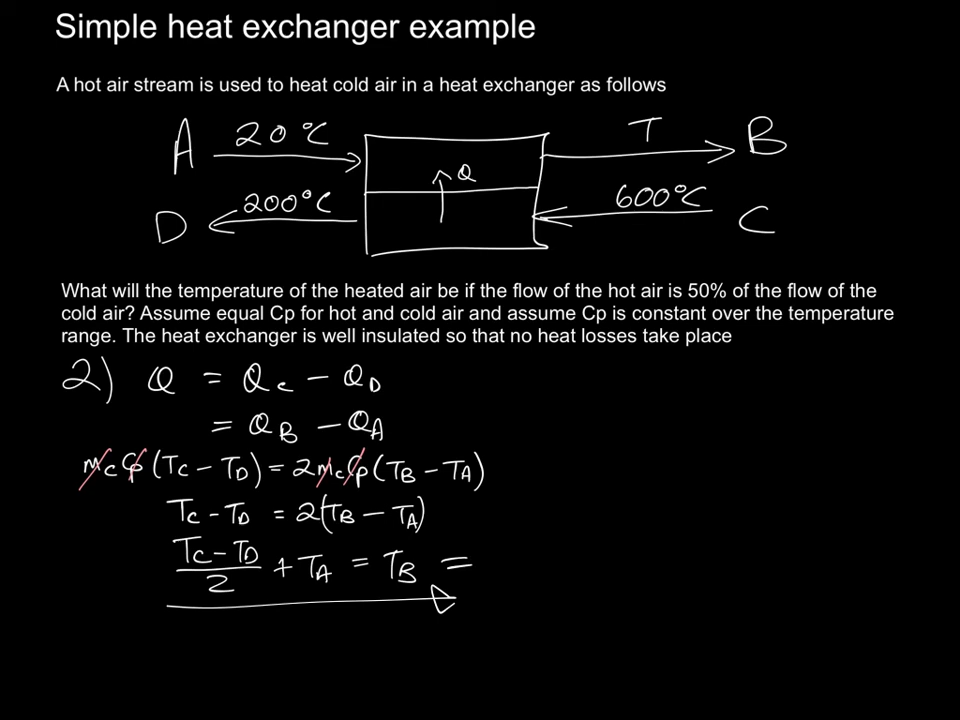 Simple heat exchanger example
A hot air stream is used to heat cold air in a heat exchanger as follows
A 20°C T B
Q
D 200°C 600°C C
What will the temperature of the heated air be if the flow of the hot air is 50% of the flow of the
cold air? Assume equal Cp for hot and cold air and assume Cp is constant over the temperature
range. The heat exchanger is well insulated so that no heat losses take place
2) Q = Qc - QD
= QB - QA
mcCp (Tc - TD) = 2mcCp (TB - TA)
Tc - TD = 2(TB - TA)
Tc - TD
2
+ TA = TB =